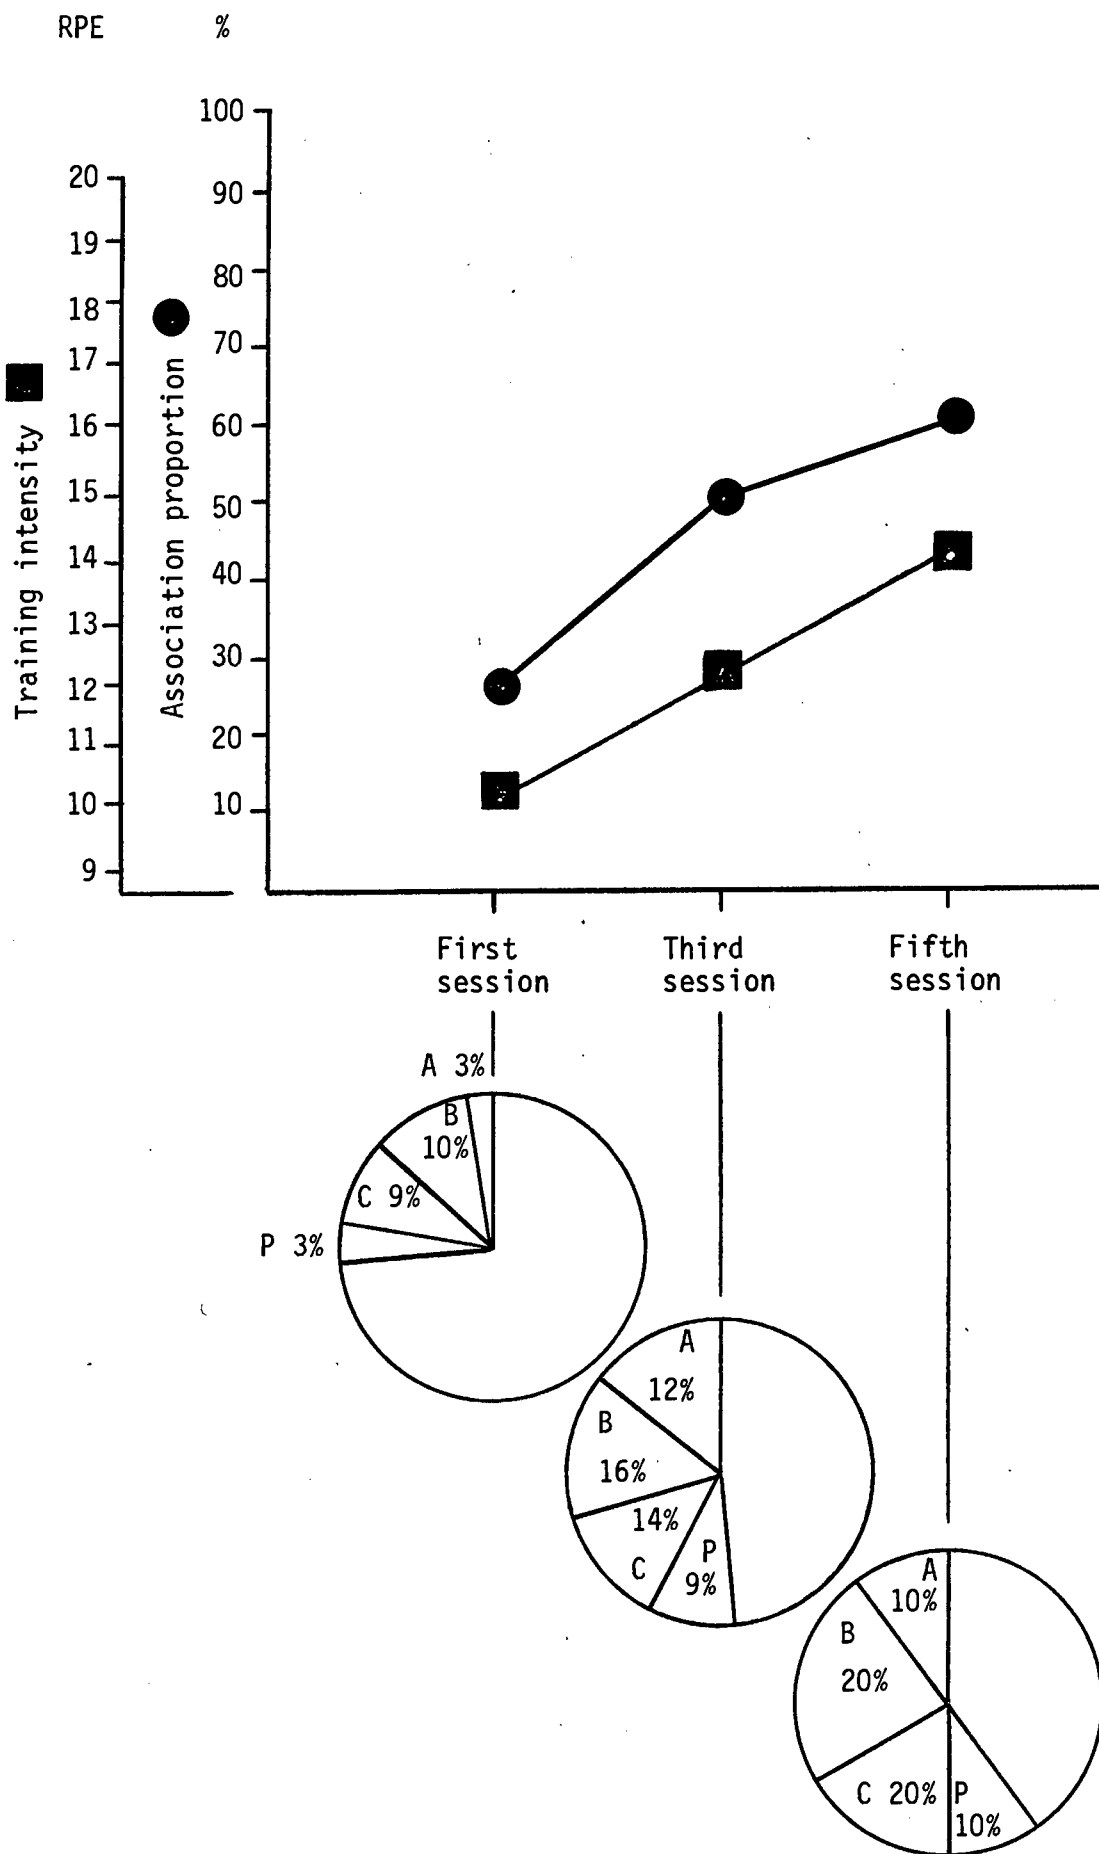 RPE %
100
90
80
70
60
50
40
30
20
10
20
19
18
17
16
15
14
13
12
11
10
9
Training intensity
Association proportion
First
session
Third
session
Fifth
session
A 3%
B
10%
C 9%
P 3%
A
12%
B
16%
14%
C
P
9%
A
10%
B
20%
C 20%
P
10%